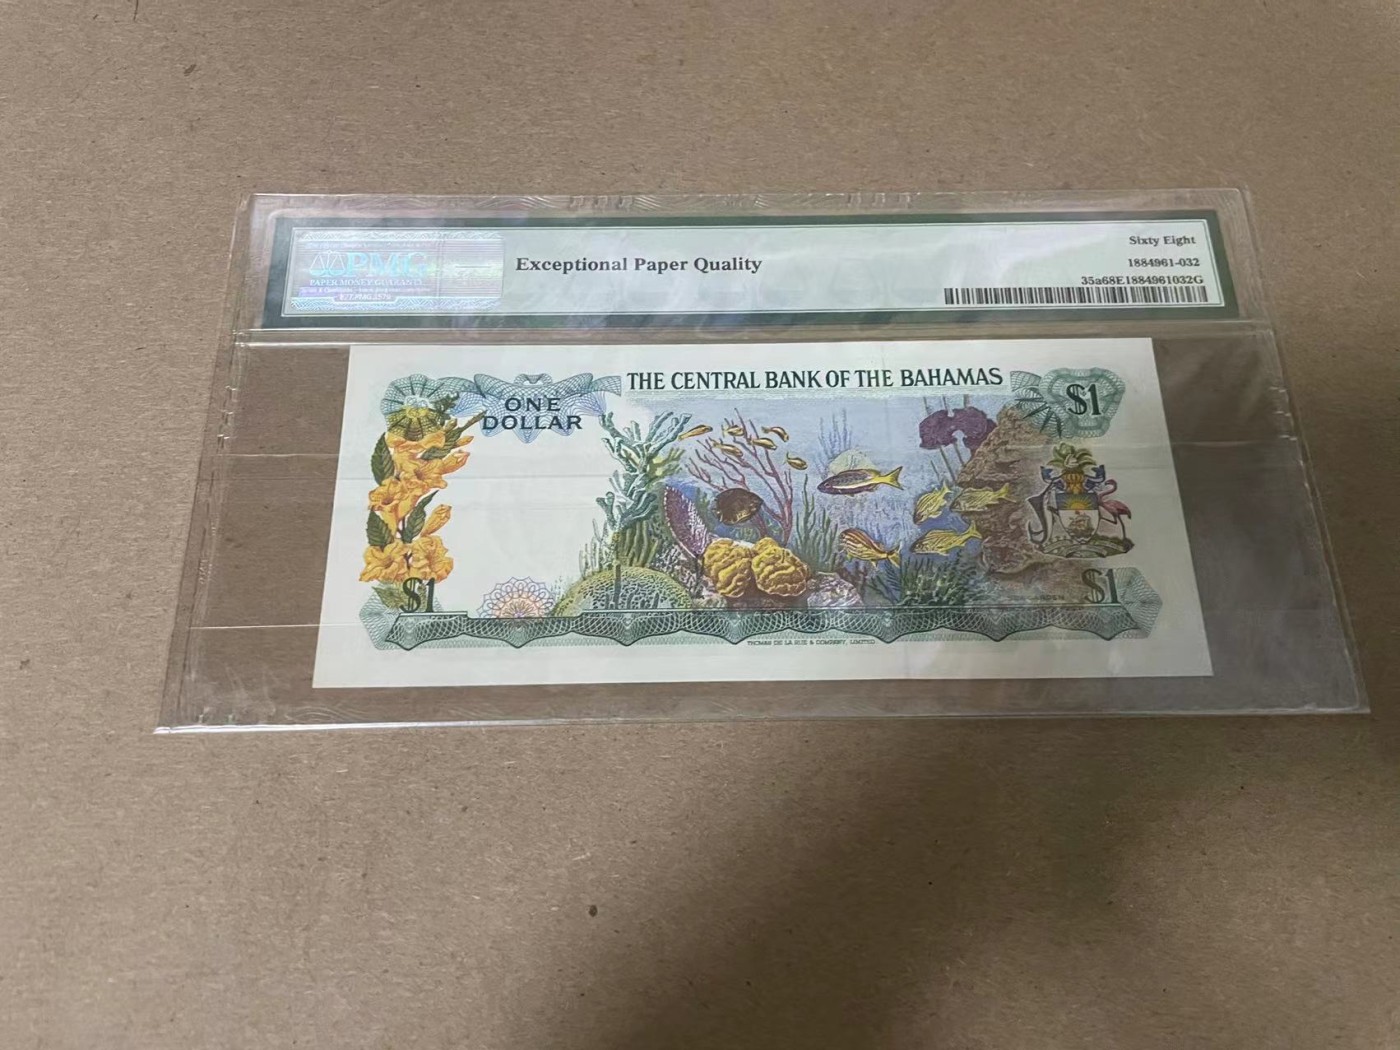 PMG
PAPER MONEY GUARANTY
Exceptional Paper Quality
Sixty Eight
1884961-032
35a68E1884961032G
THE CENTRAL BANK OF THE BAHAMAS
ONE
DOLLAR
$1
$1
$1
THOMAS DE LA RUE & COMPANY, LIMITED